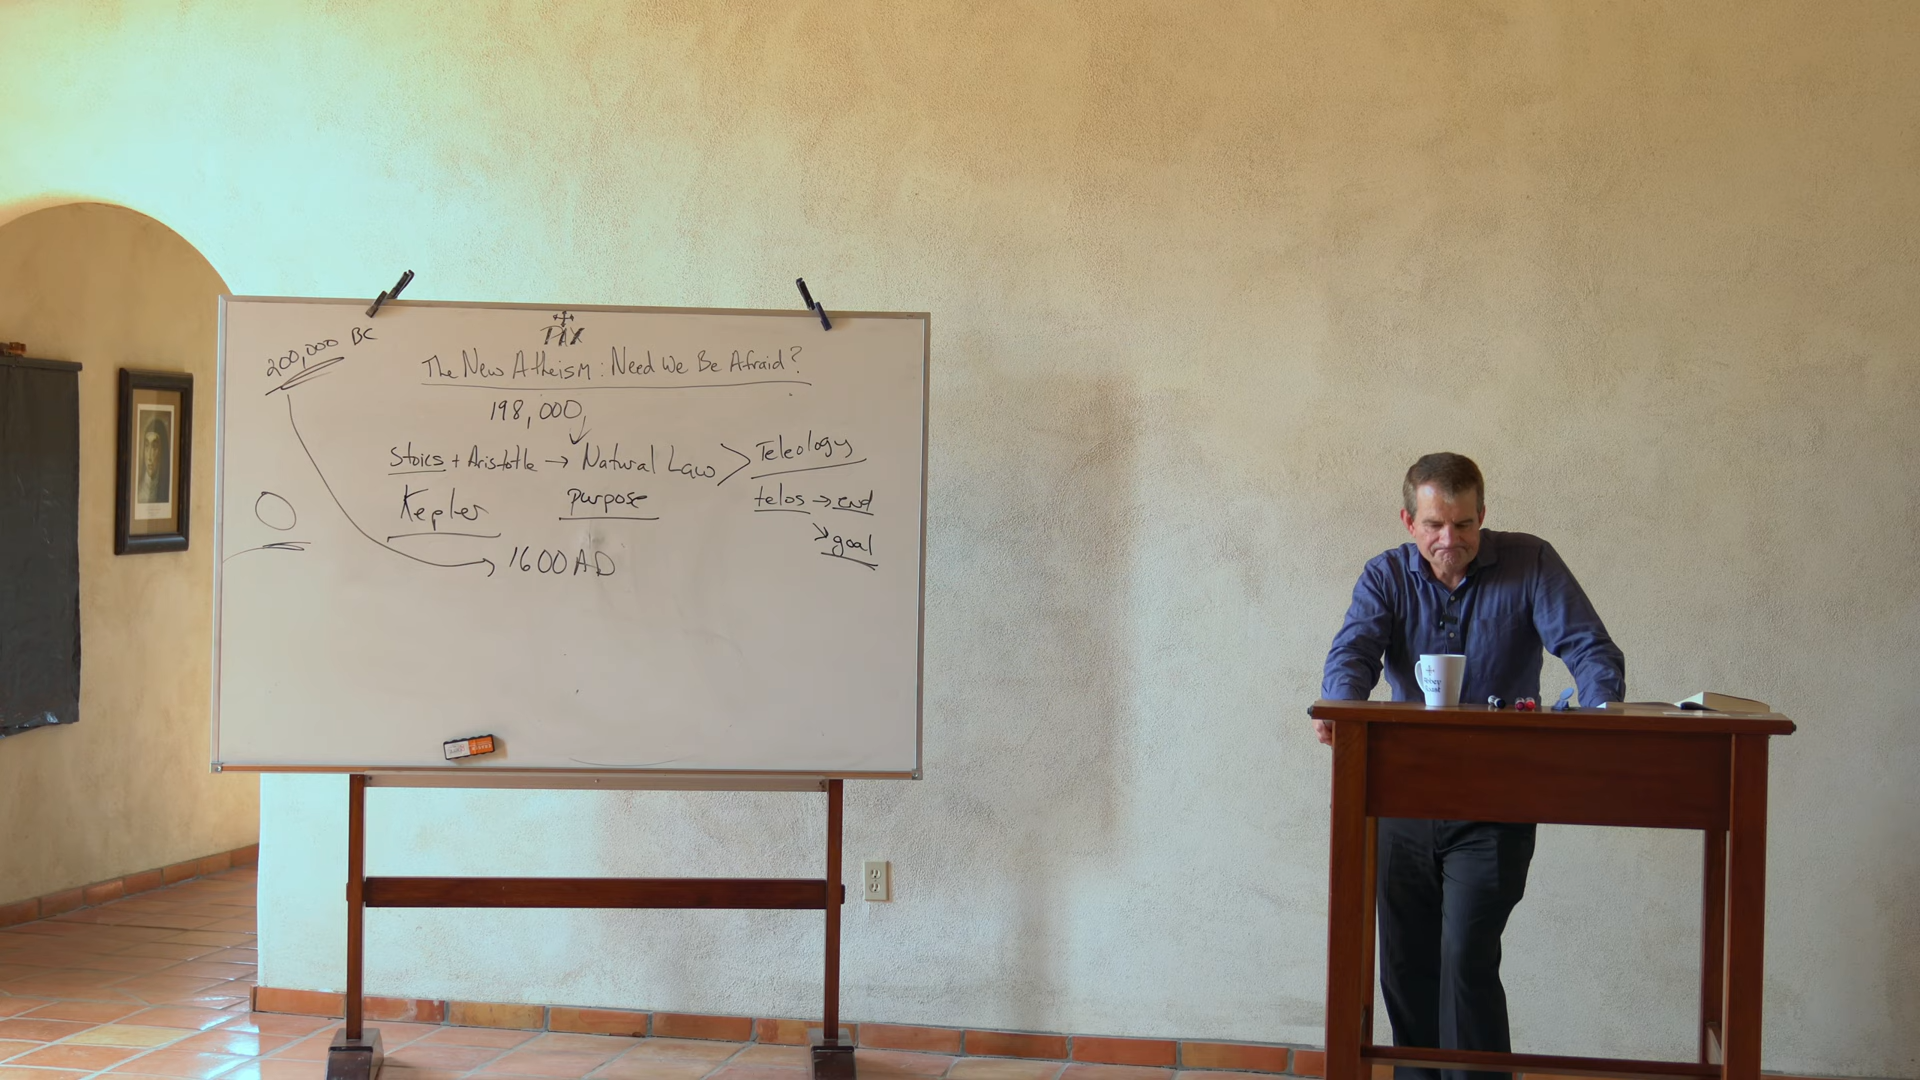 PAX
200,000 BC
The New Atheism: Need We Be Afraid?
198,000
Stoics + Aristotle → Natural Law > Teleology
Kepler purpose telos → end
↘ goal
1600 AD